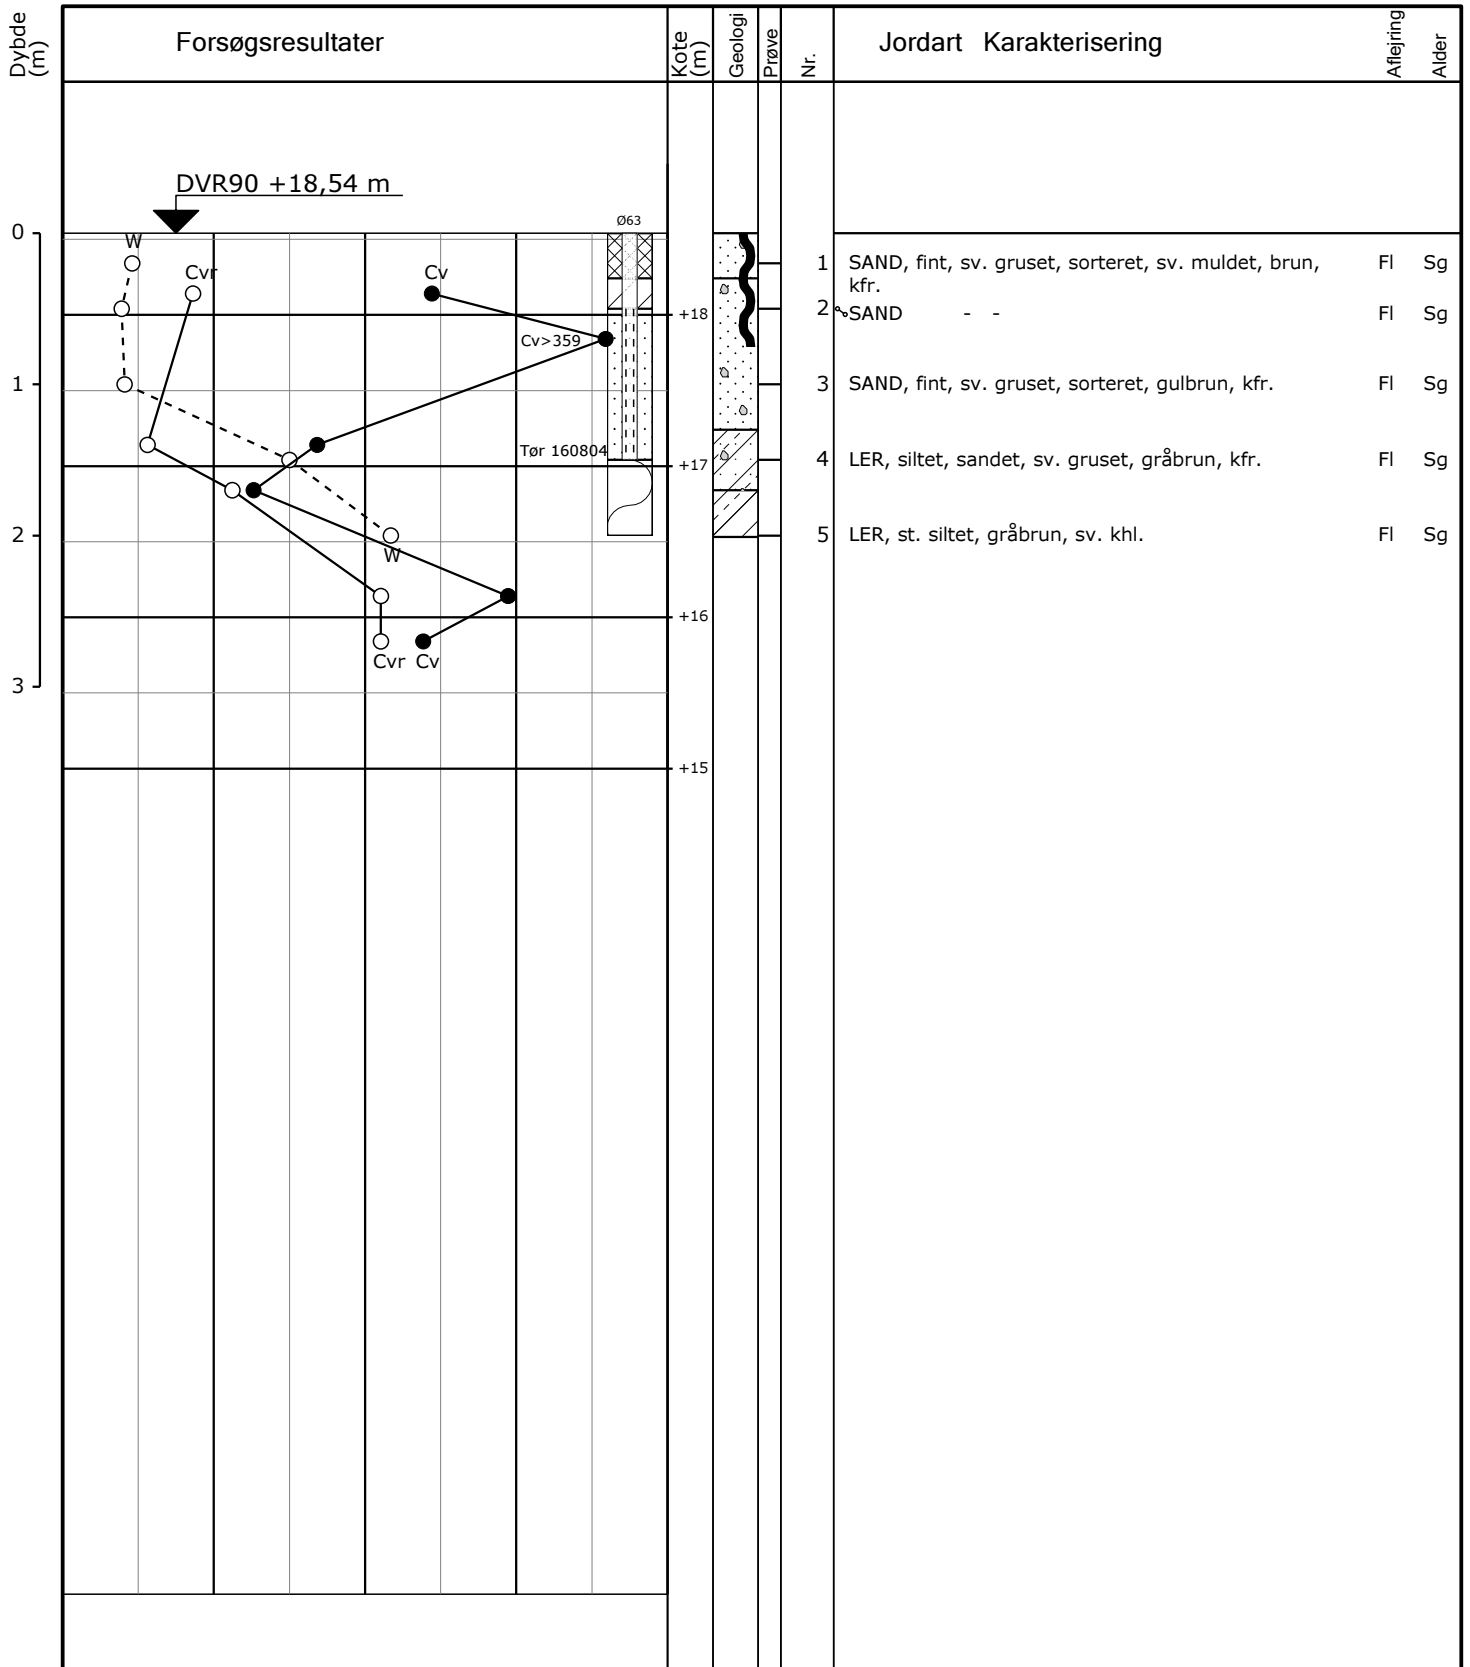 Dybde (m)
Forsøgsresultater
Kote (m)
Geologi
Prøve
Nr.
Jordart Karakterisering
Aflejring
Alder
DVR90 +18,54 m
Ø63
0
W
1 SAND, fint, sv. gruset, sorteret, sv. muldet, brun, Fl Sg
kfr.
Cvr
Cv
2 SAND - - Fl Sg
+18
Cv>359
1
3 SAND, fint, sv. gruset, sorteret, gulbrun, kfr. Fl Sg
Tør 160804
+17
4 LER, siltet, sandet, sv. gruset, gråbrun, kfr. Fl Sg
2
5 LER, st. siltet, gråbrun, sv. khl. Fl Sg
W
+16
Cvr Cv
3
+15